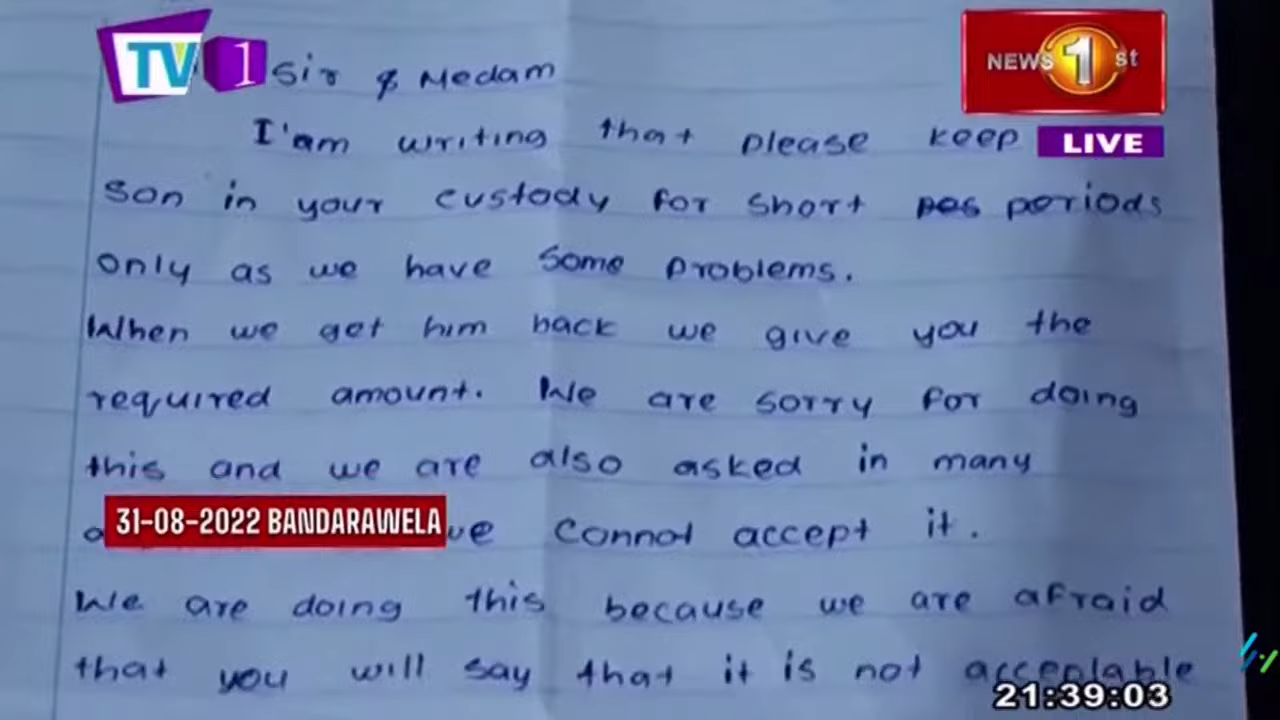 TV 1
NEWS 1st
LIVE
Sir & Medam
I'am writing that please keep
son in your custody for short pes periods
only as we have some problems.
When we get him back we give you the
required amount. We are sorry for doing
this and we are also asked in many
31-08-2022 BANDARAWELA
Connot accept it.
We are doing this because we are afraid
that you will say that it is not acceptable
21:39:03